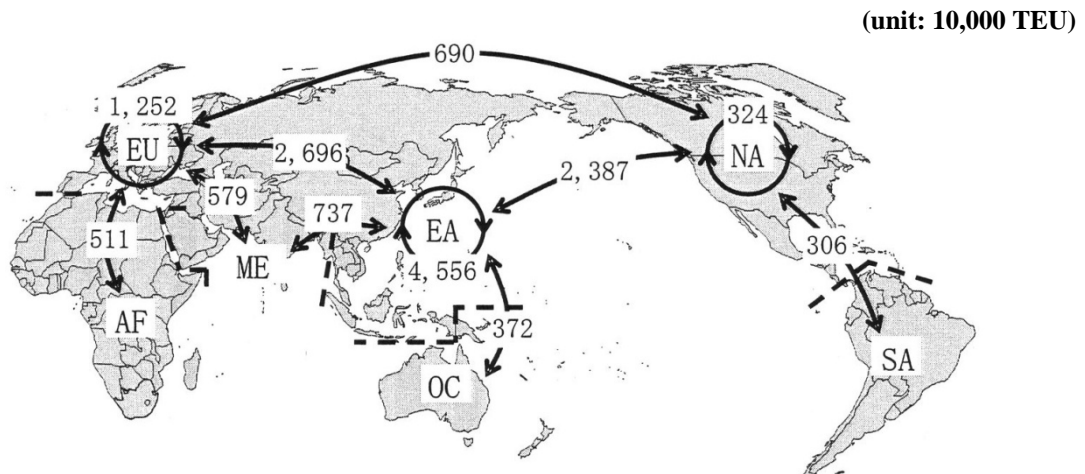 (unit: 10,000 TEU)
690
1,252
324
EU
2,696
NA
2,387
579
737
511
EA
306
ME
4,556
AF
372
SA
OC